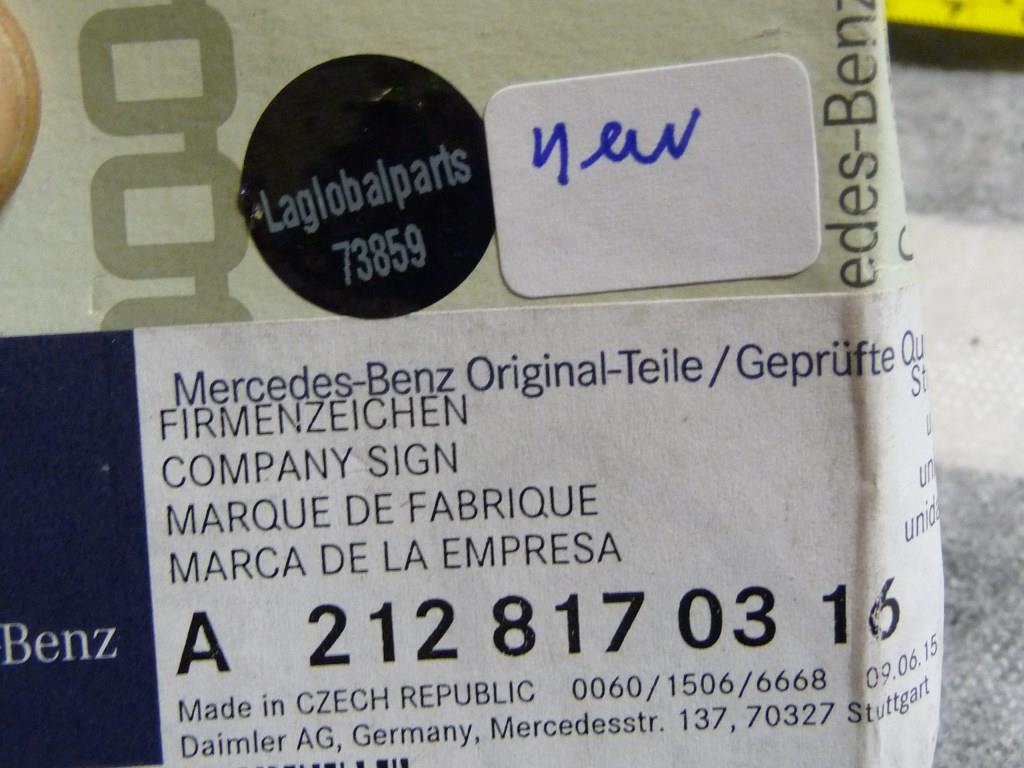 Laglobalparts
73859
new
edes-Benz
Mercedes-Benz Original-Teile / Geprüfte Qu
FIRMENZEICHEN
COMPANY SIGN
MARQUE DE FABRIQUE
MARCA DE LA EMPRESA
A 212 817 03 16
Benz
Made in CZECH REPUBLIC 0060/1506/6668 09.06.15
Daimler AG, Germany, Mercedesstr. 137, 70327 Stuttgart